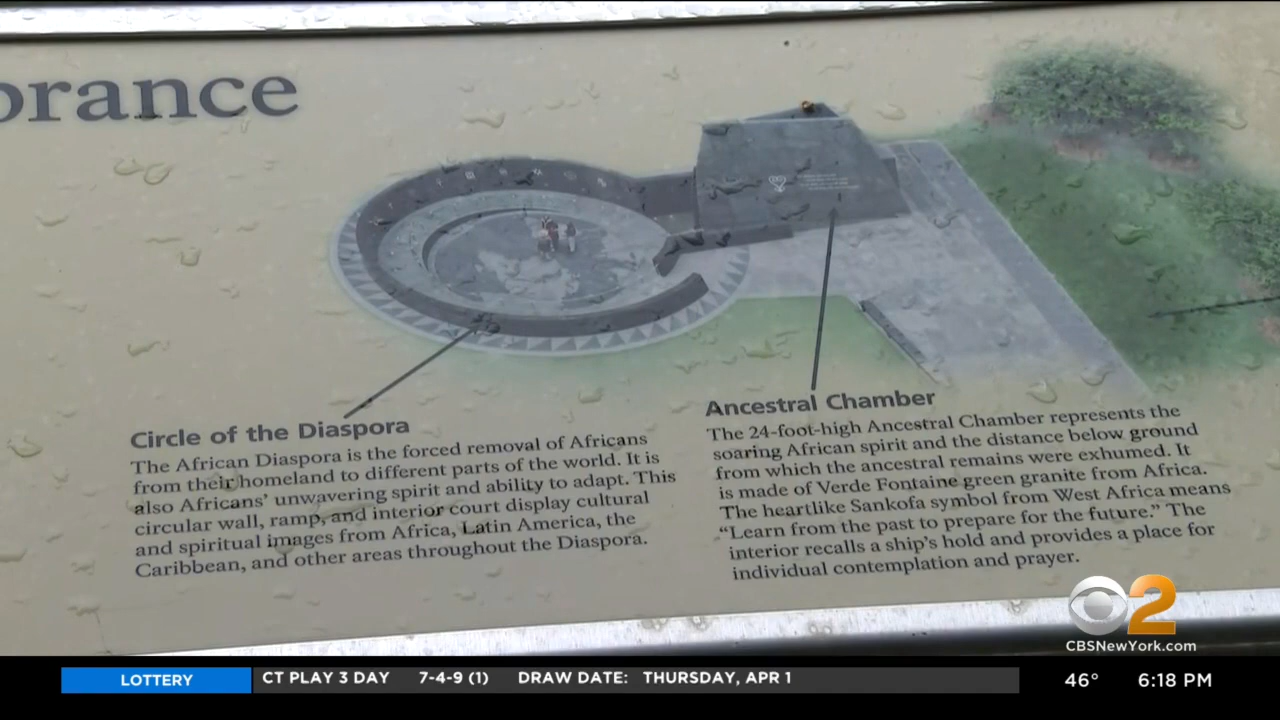 orance
Circle of the Diaspora
The African Diaspora is the forced removal of Africans
from their homeland to different parts of the world. It is
also Africans' unwavering spirit and ability to adapt. This
circular wall, ramp, and interior court display cultural
and spiritual images from Africa, Latin America, the
Caribbean, and other areas throughout the Diaspora.
Ancestral Chamber
The 24-foot-high Ancestral Chamber represents the
soaring African spirit and the distance below ground
from which the ancestral remains were exhumed. It
is made of Verde Fontaine green granite from Africa.
The heartlike Sankofa symbol from West Africa means
"Learn from the past to prepare for the future." The
interior recalls a ship's hold and provides a place for
individual contemplation and prayer.
2
CBSNewYork.com
LOTTERY CT PLAY 3 DAY 7-4-9 (1) DRAW DATE: THURSDAY, APR 1 46° 6:18 PM